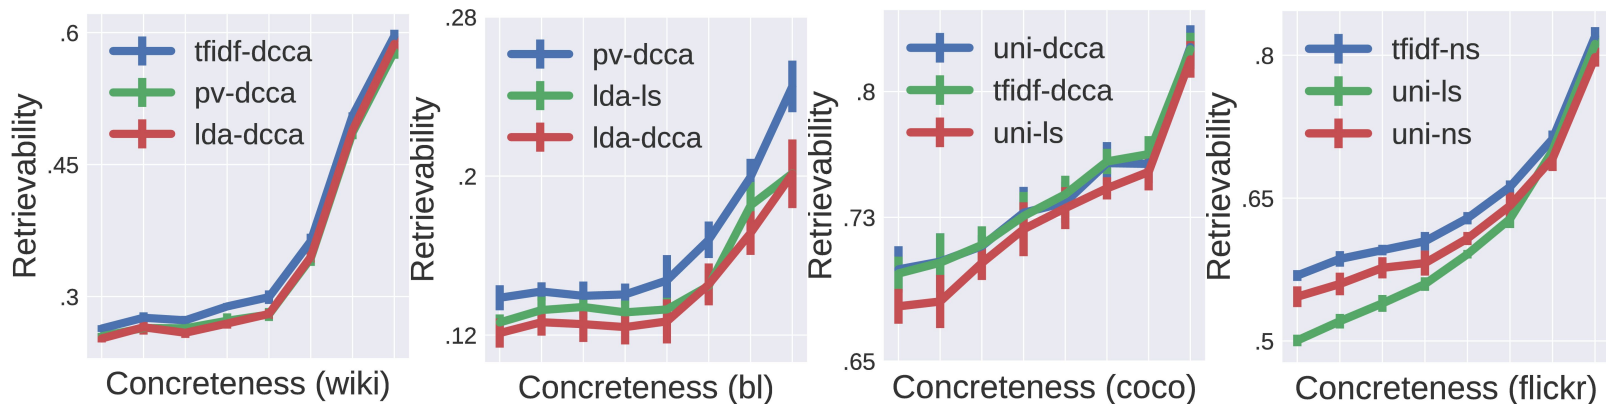 Retrievability
.6
.45
.3
tfidf-dcca
pv-dcca
lda-dcca
Concreteness (wiki)
Retrievability
.28
.2
.12
pv-dcca
lda-ls
lda-dcca
Concreteness (bl)
Retrievability
.8
.73
.65
uni-dcca
tfidf-dcca
uni-ls
Concreteness (coco)
Retrievability
.8
.65
.5
tfidf-ns
uni-ls
uni-ns
Concreteness (flickr)